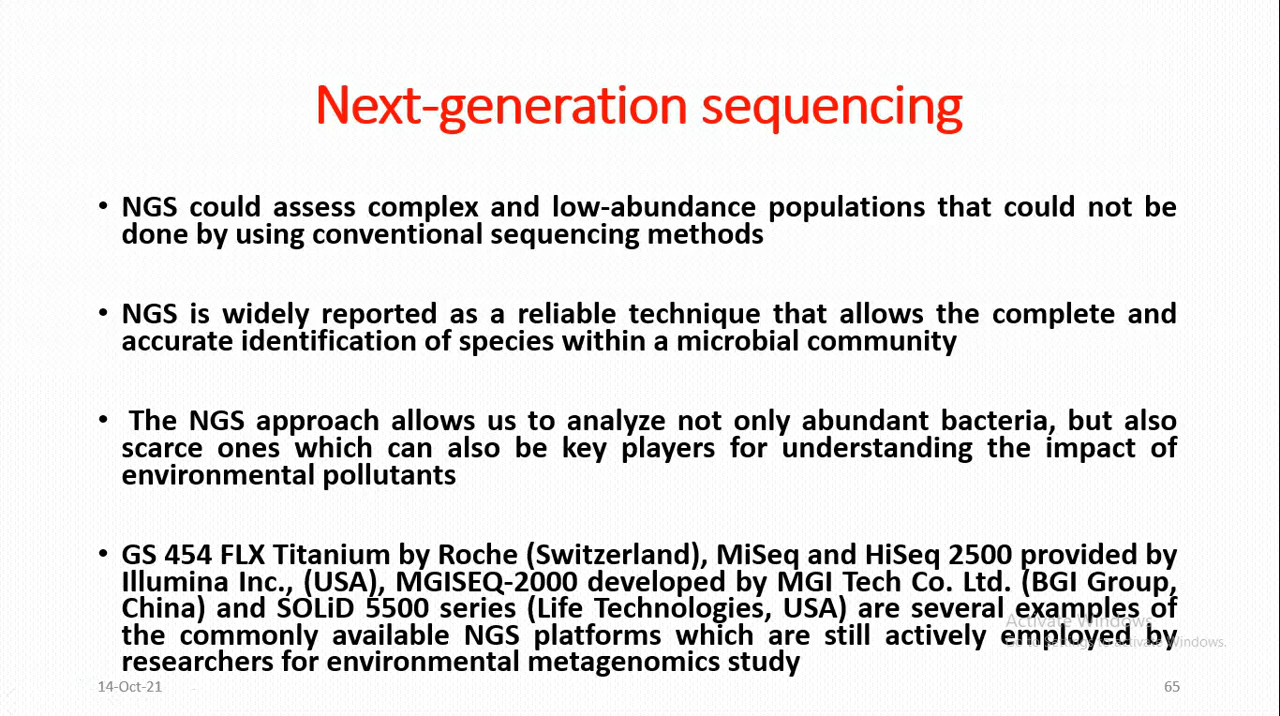 Next-generation sequencing
• NGS could assess complex and low-abundance populations that could not be
done by using conventional sequencing methods
• NGS is widely reported as a reliable technique that allows the complete and
accurate identification of species within a microbial community
• The NGS approach allows us to analyze not only abundant bacteria, but also
scarce ones which can also be key players for understanding the impact of
environmental pollutants
• GS 454 FLX Titanium by Roche (Switzerland), MiSeq and HiSeq 2500 provided by
Illumina Inc., (USA), MGISEQ-2000 developed by MGI Tech Co. Ltd. (BGI Group,
China) and SOLiD 5500 series (Life Technologies, USA) are several examples of
Activate Windows
the commonly available NGS platforms which are still actively employed by
Go to Settings to activate Windows.
researchers for environmental metagenomics study
14-Oct-21
65